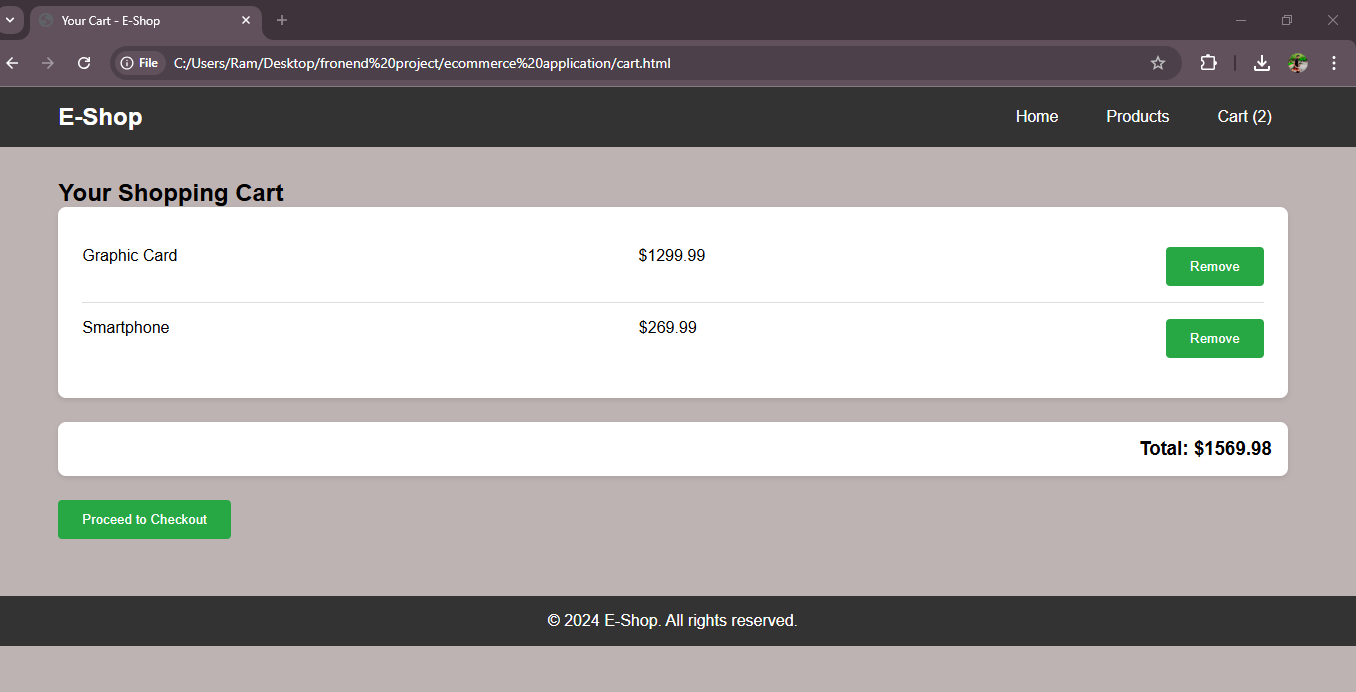 Your Cart - E-Shop
File C:/Users/Ram/Desktop/fronend%20project/ecommerce%20application/cart.html
E-Shop Home Products Cart (2)
Your Shopping Cart
Graphic Card $1299.99 Remove
Smartphone $269.99 Remove
Total: $1569.98
Proceed to Checkout
© 2024 E-Shop. All rights reserved.